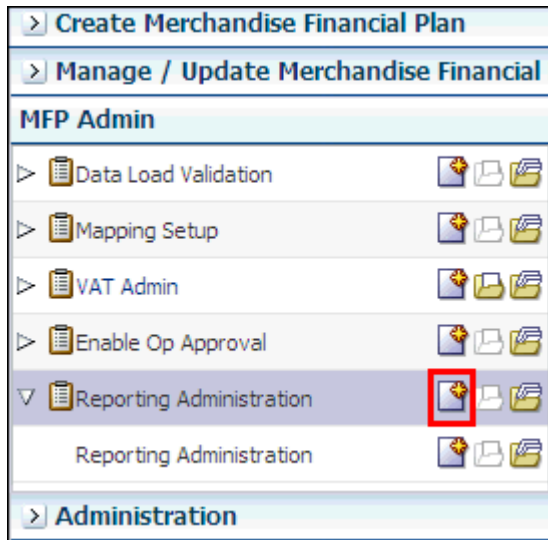 Create Merchandise Financial Plan
Manage / Update Merchandise Financial
MFP Admin
Data Load Validation
Mapping Setup
VAT Admin
Enable Op Approval
Reporting Administration
Reporting Administration
Administration